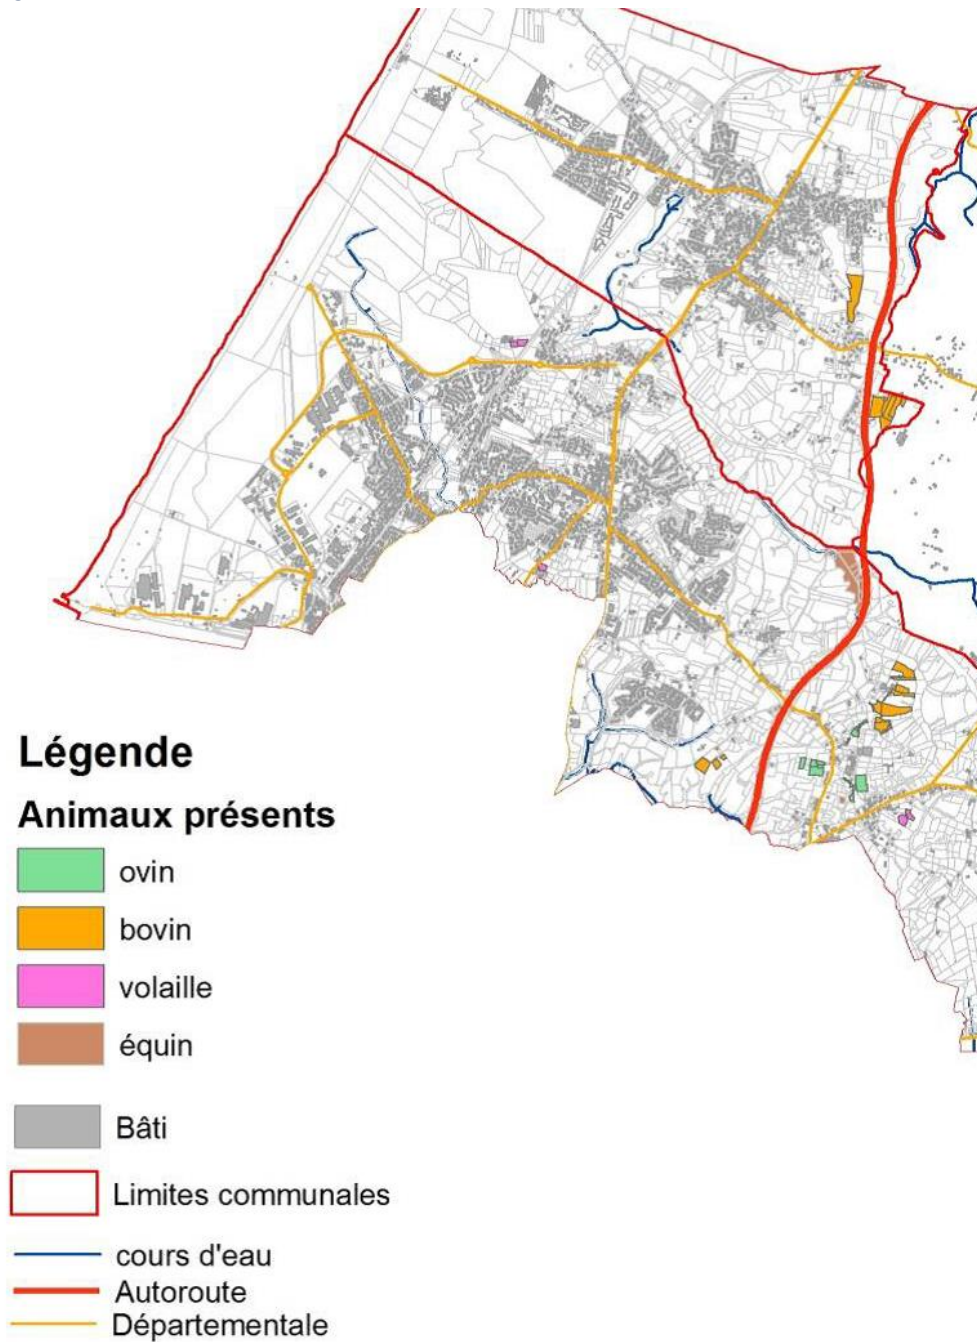 Légende
Animaux présents
ovin
bovin
volaille
équin
Bâti
Limites communales
cours d'eau
Autoroute
Départementale